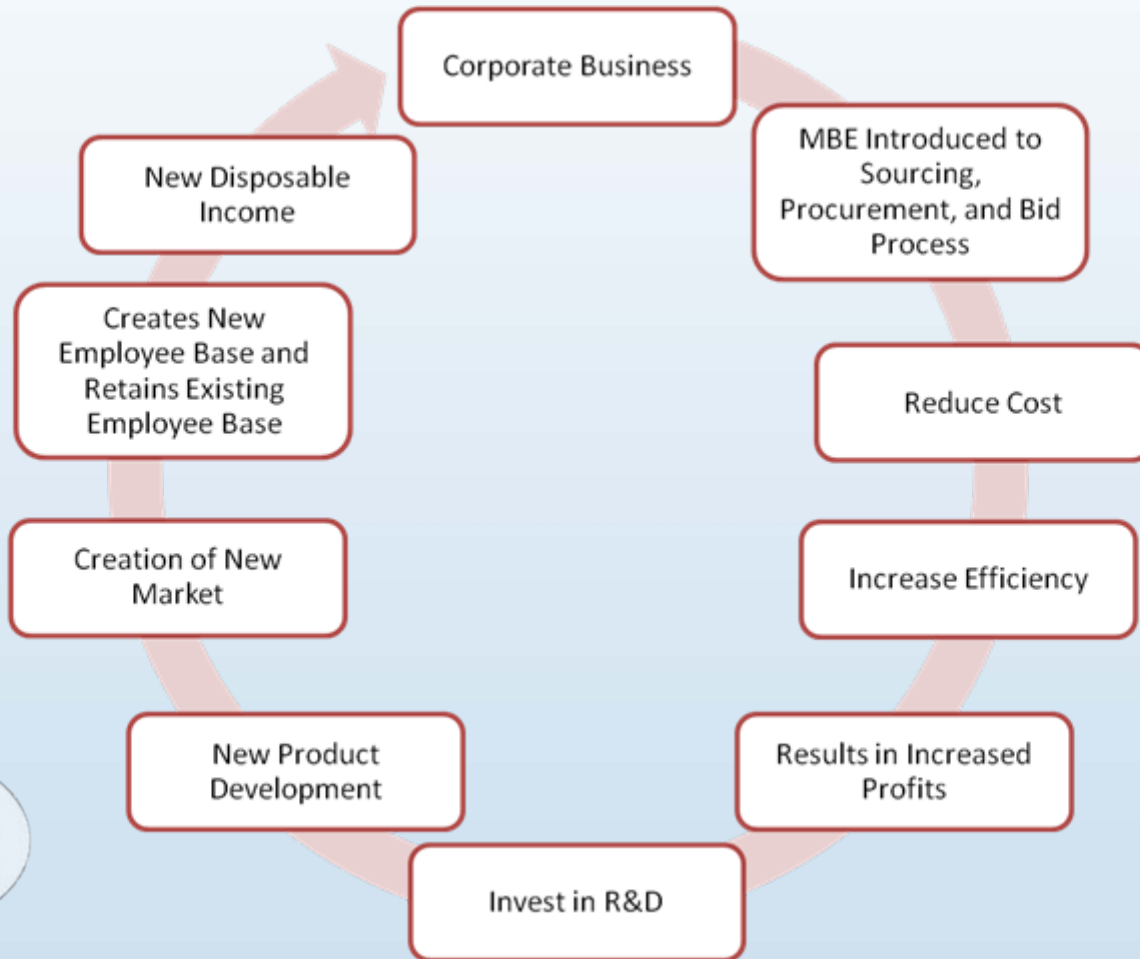 Corporate Business
MBE Introduced to
Sourcing,
Procurement, and Bid
Process
Reduce Cost
Increase Efficiency
Results in Increased
Profits
Invest in R&D
New Product
Development
Creation of New
Market
Creates New
Employee Base and
Retains Existing
Employee Base
New Disposable
Income